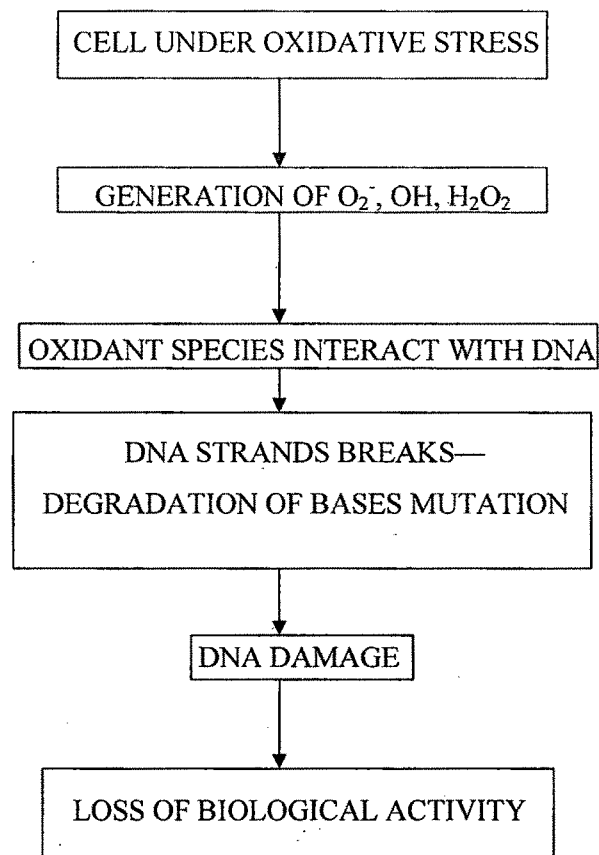 CELL UNDER OXIDATIVE STRESS
GENERATION OF O₂⁻, OH, H₂O₂
OXIDANT SPECIES INTERACT WITH DNA
DNA STRANDS BREAKS—
DEGRADATION OF BASES MUTATION
DNA DAMAGE
LOSS OF BIOLOGICAL ACTIVITY